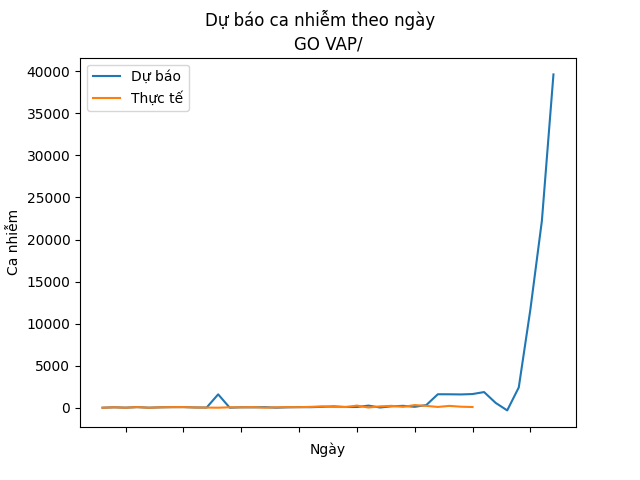 Dự báo ca nhiễm theo ngày
GO VAP/
Dự báo
Thực tế
40000
35000
30000
25000
20000
15000
10000
5000
0
Ca nhiễm
Ngày